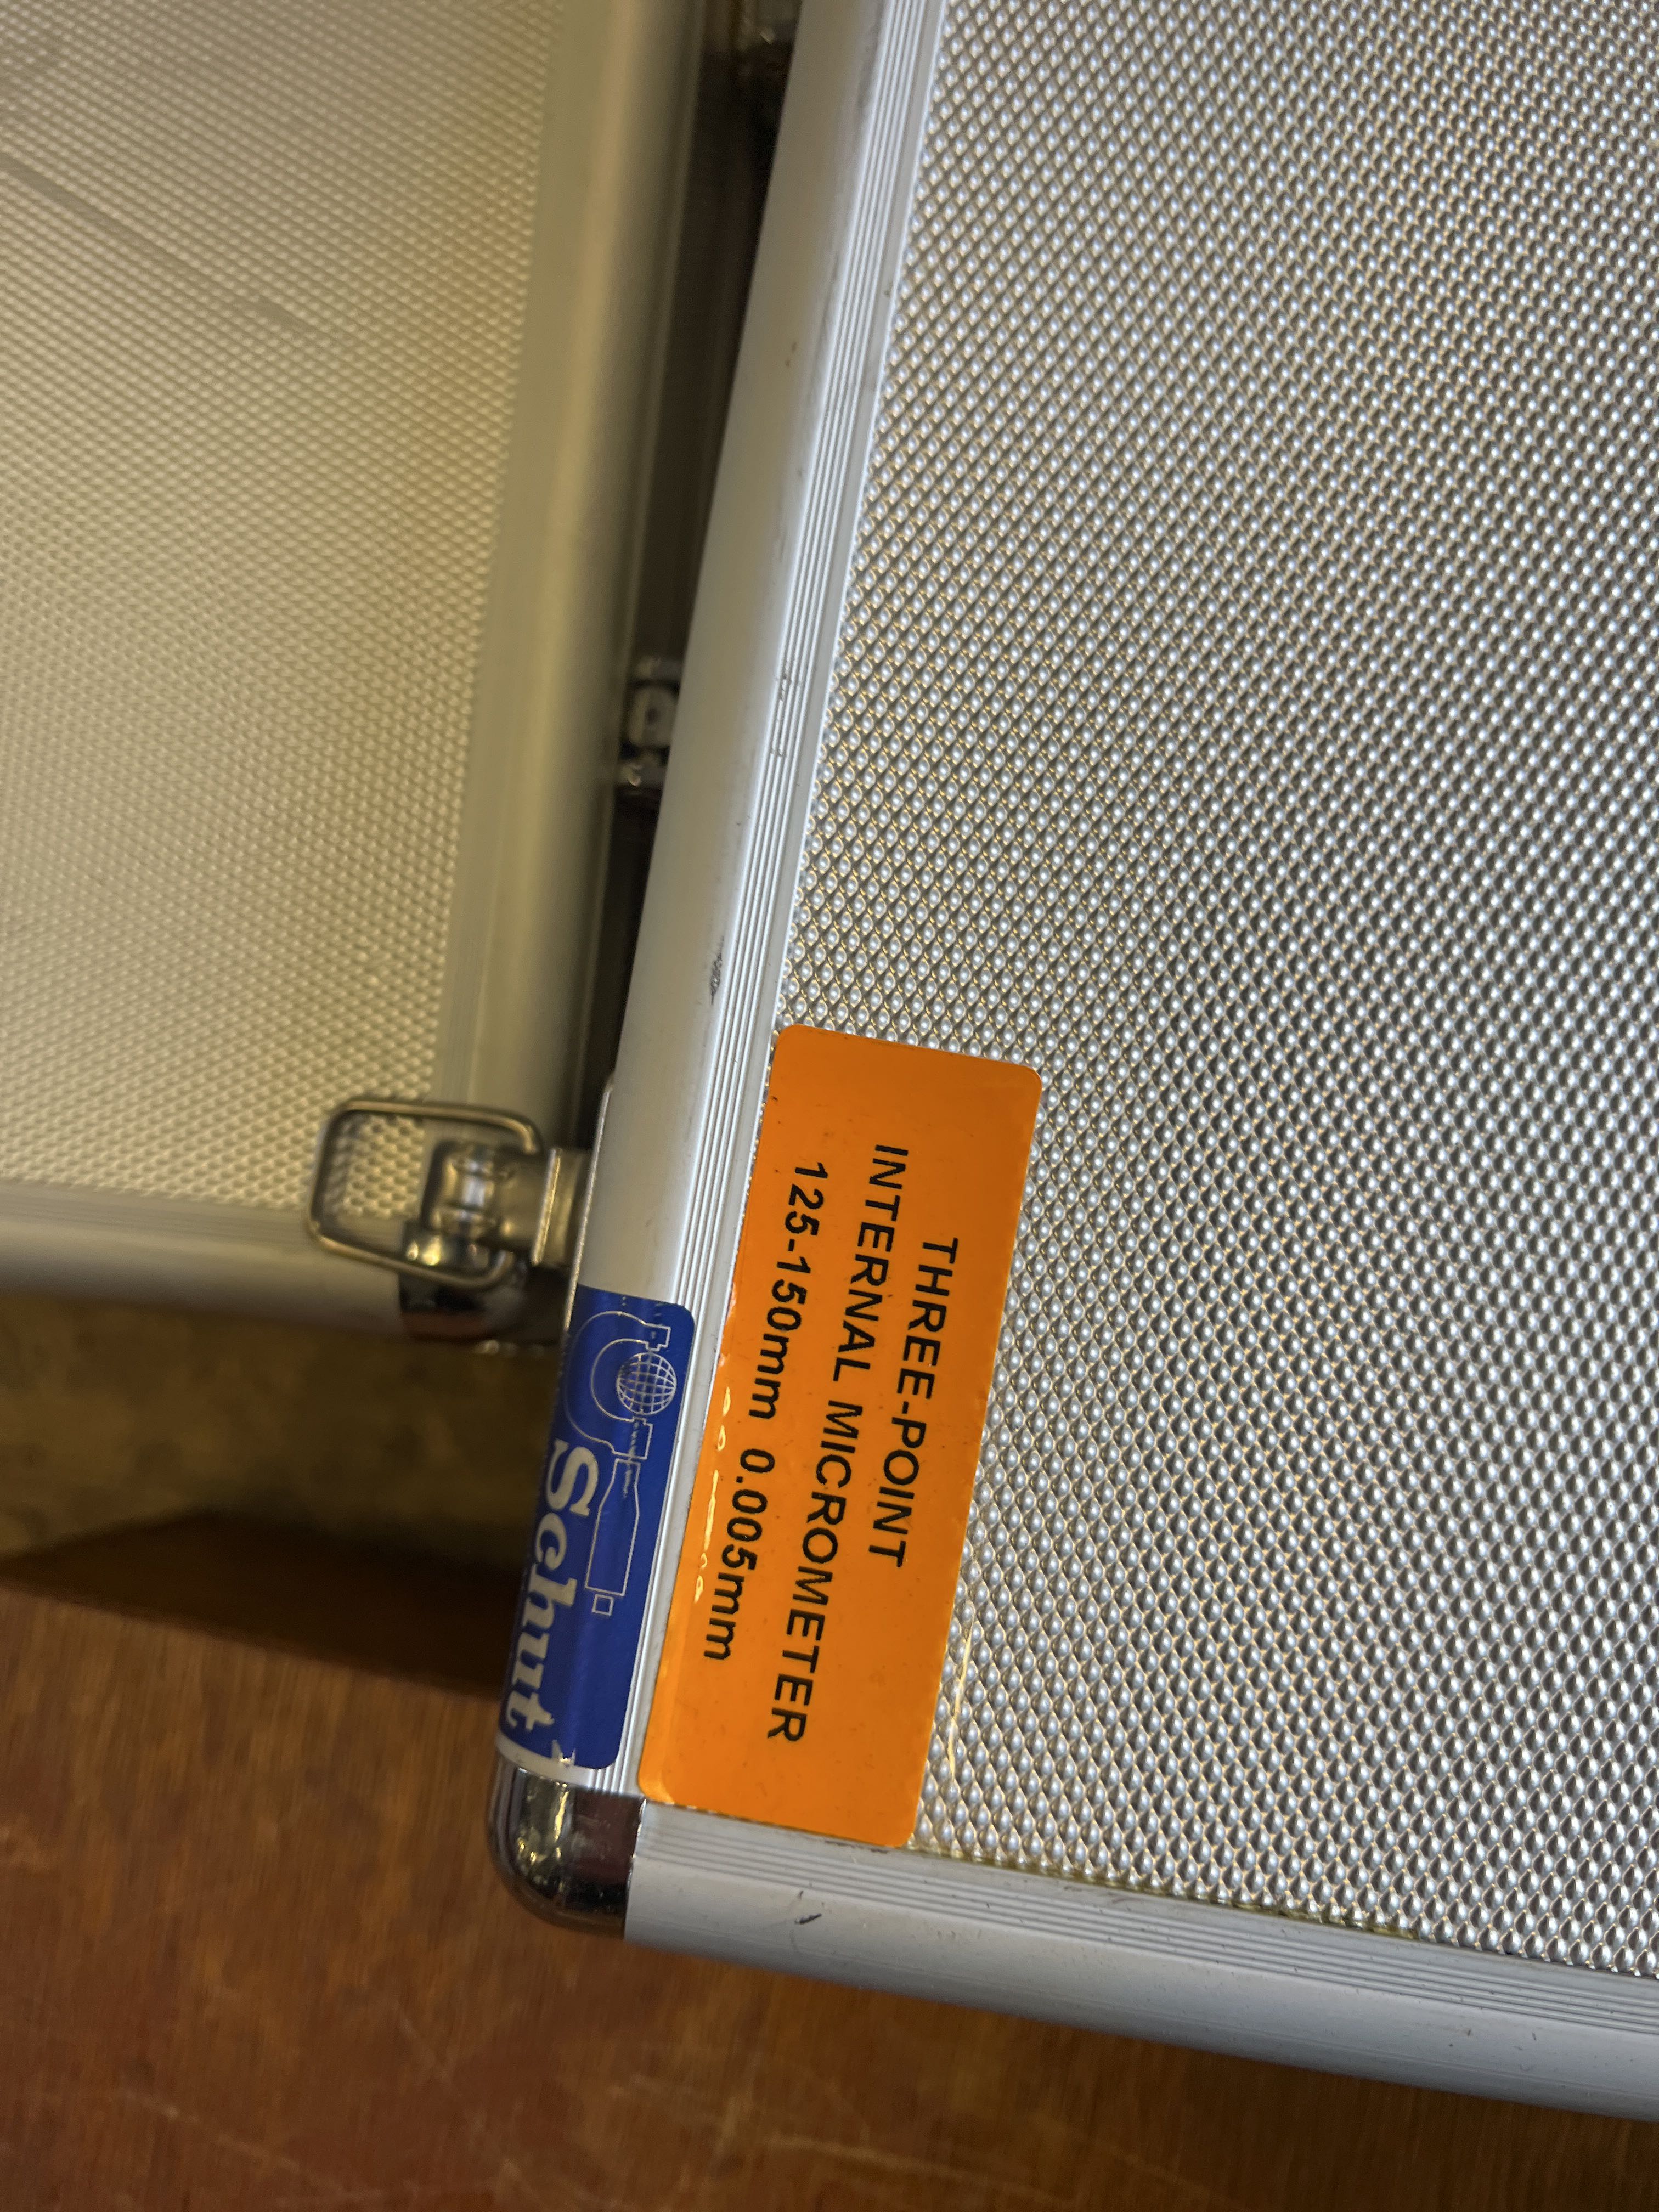 THREE-POINT
INTERNAL MICROMETER
125-150mm 0.005mm
Schut